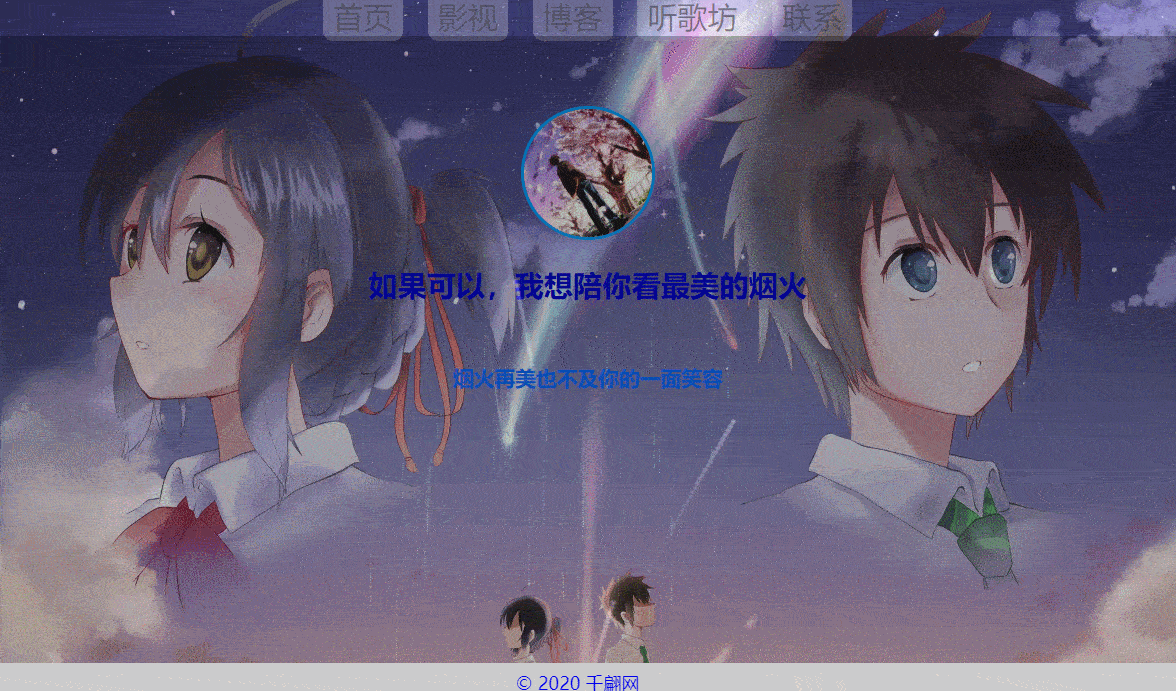 首页 影视 博客 听歌坊 联系
如果可以，我想陪你看最美的烟火
烟火再美也不及你的一面笑容
© 2020 千翩网